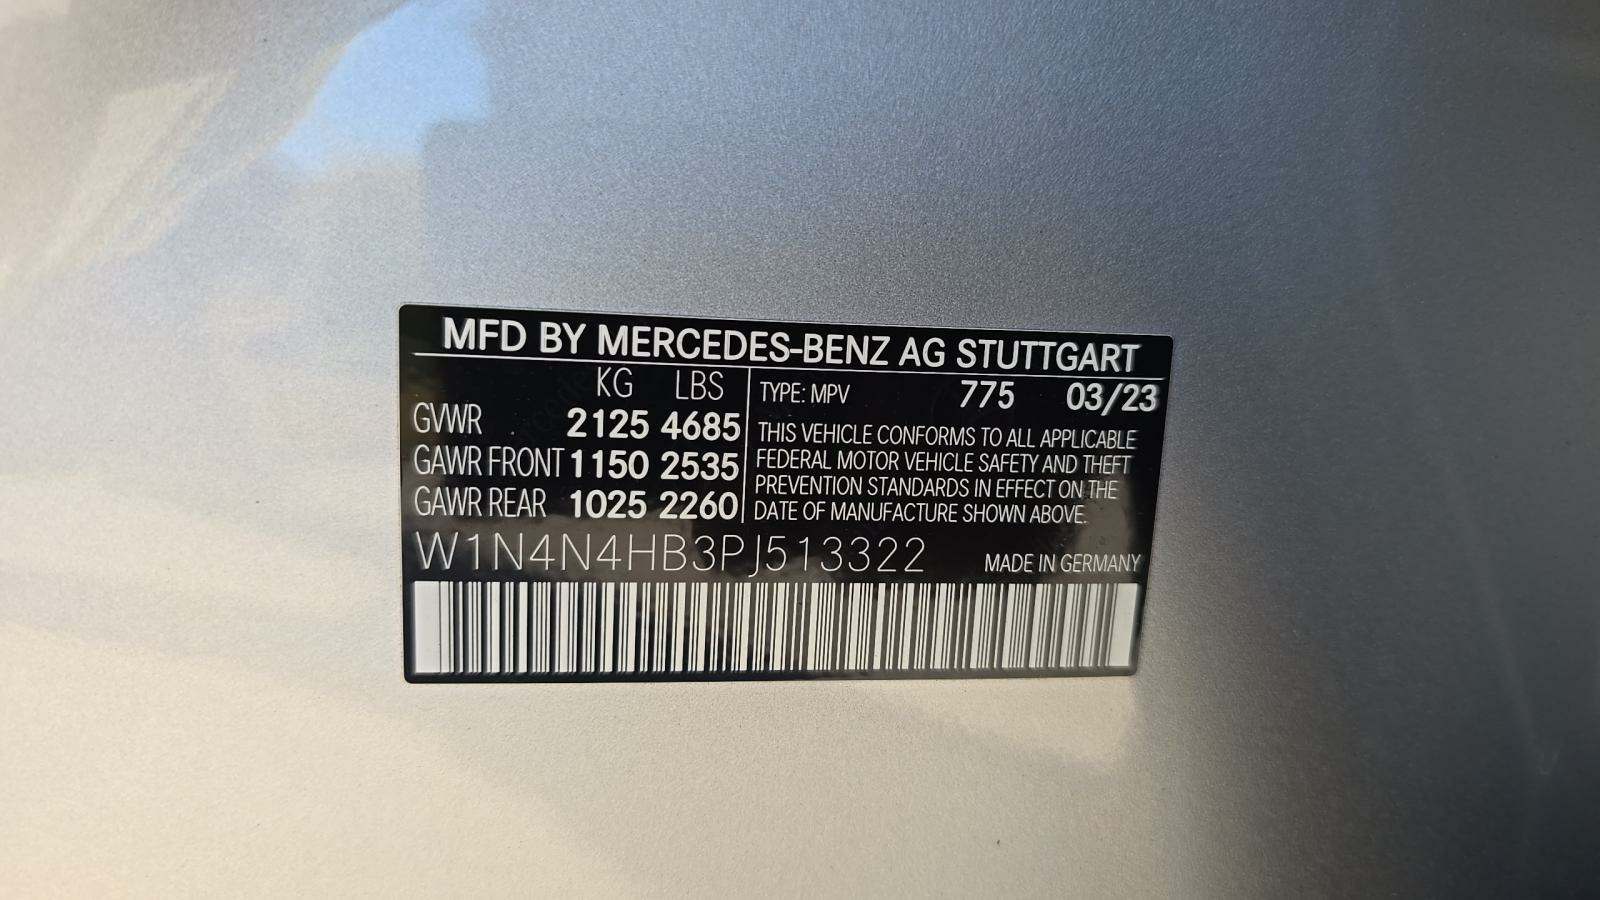 MFD BY MERCEDES-BENZ AG STUTTGART
KG LBS
GVWR 2125 4685
GAWR FRONT 1150 2535
GAWR REAR 1025 2260
TYPE: MPV 775 03/23
THIS VEHICLE CONFORMS TO ALL APPLICABLE
FEDERAL MOTOR VEHICLE SAFETY AND THEFT
PREVENTION STANDARDS IN EFFECT ON THE
DATE OF MANUFACTURE SHOWN ABOVE.
W1N4N4HB3PJ513322
MADE IN GERMANY